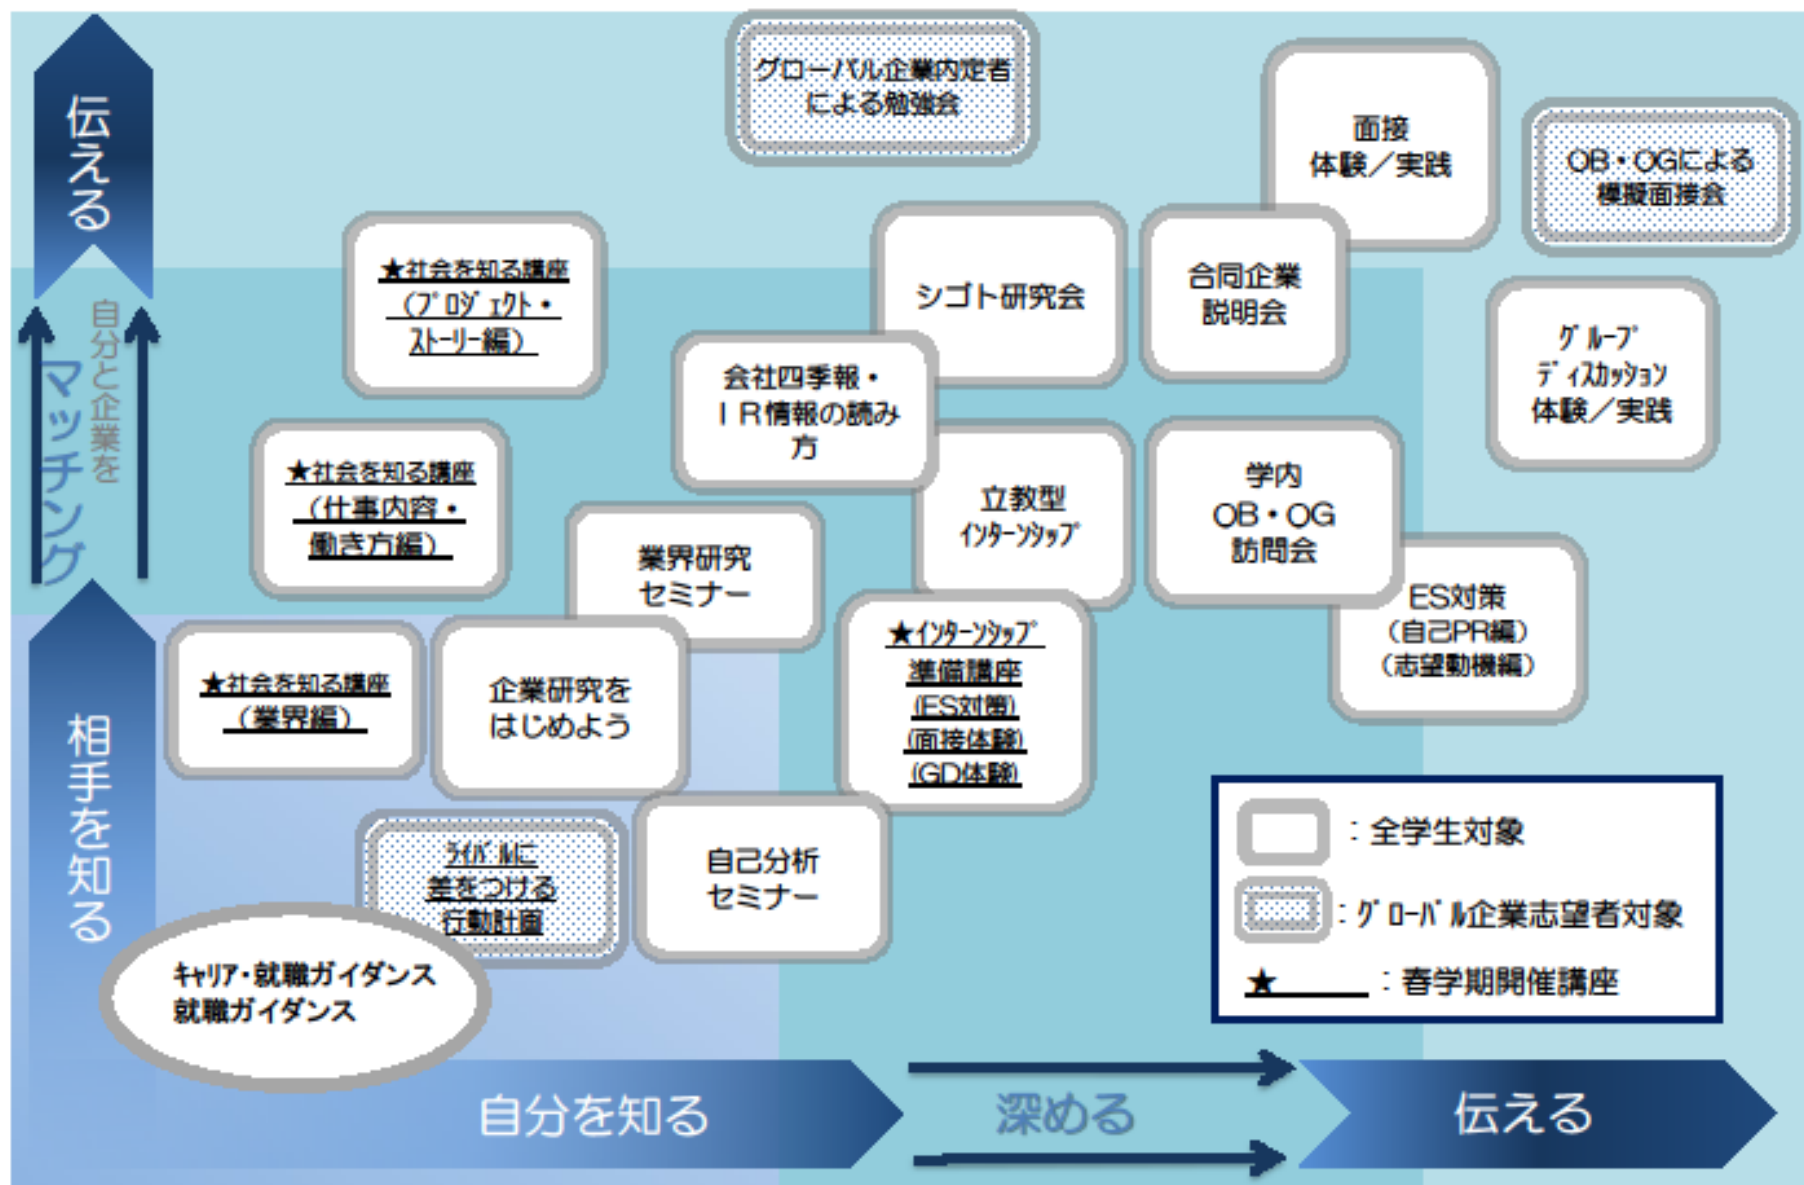 伝える
自分と企業を
マッチング
相手を知る
グローバル企業内定者
による勉強会
面接
体験／実践
OB・OGによる
模擬面接会
★社会を知る講座
（プロジェクト・
ストーリー編）
シゴト研究会
合同企業
説明会
グループ
ディスカッション
体験／実践
会社四季報・
ＩＲ情報の読み
方
★社会を知る講座
（仕事内容・
働き方編）
立教型
インターンシップ
学内
OB・OG
訪問会
業界研究
セミナー
ES対策
（自己PR編）
（志望動機編）
★インターンシップ
準備講座
(ES対策)
(面接体験)
(GD体験)
★社会を知る講座
（業界編）
企業研究を
はじめよう
ライバルに
差をつける
行動計画
自己分析
セミナー
キャリア・就職ガイダンス
就職ガイダンス
：全学生対象
：グローバル企業志望者対象
★　　　：春学期開催講座
自分を知る
深める
伝える